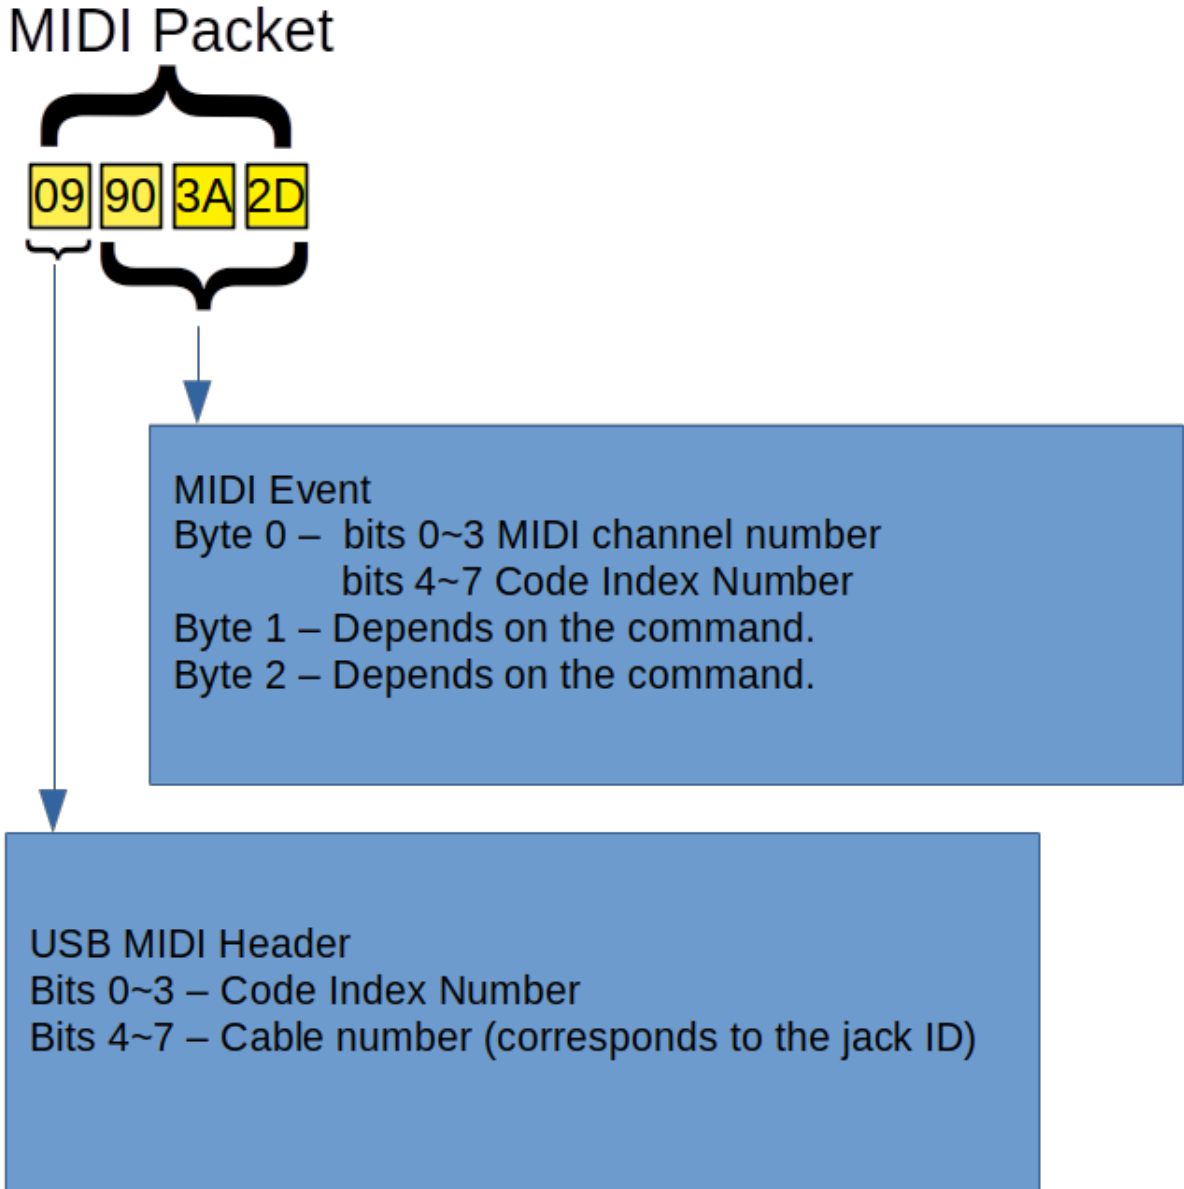 MIDI Packet
09 90 3A 2D
MIDI Event
Byte 0 – bits 0~3 MIDI channel number
bits 4~7 Code Index Number
Byte 1 – Depends on the command.
Byte 2 – Depends on the command.
USB MIDI Header
Bits 0~3 – Code Index Number
Bits 4~7 – Cable number (corresponds to the jack ID)